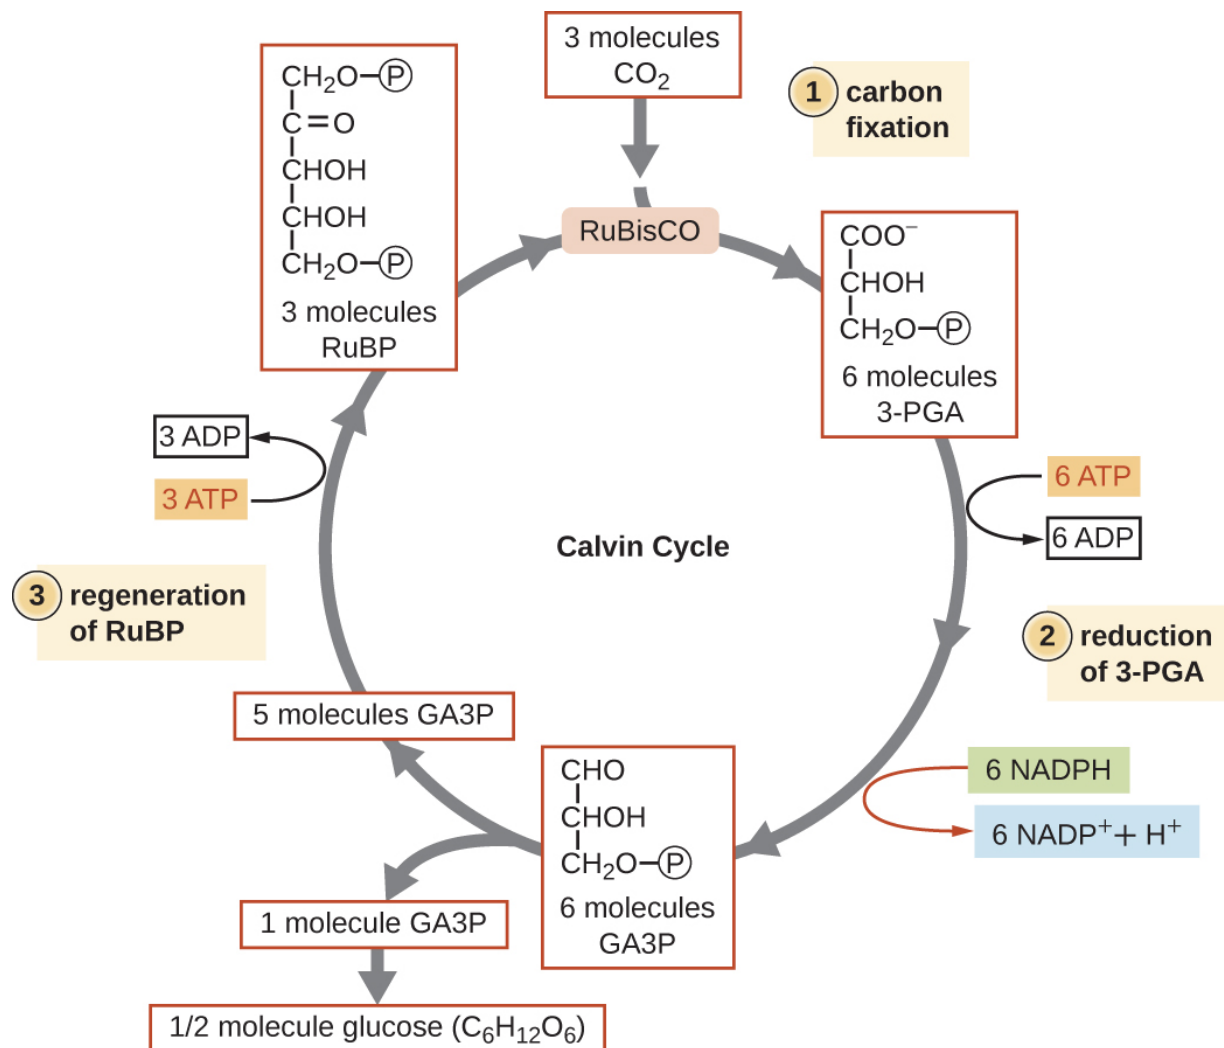 3 molecules
CO₂
1 carbon
fixation
CH₂O–P
C=O
CHOH
CHOH
CH₂O–P
3 molecules
RuBP
RuBisCO
COO⁻
CHOH
CH₂O–P
6 molecules
3-PGA
3 ADP
3 ATP
6 ATP
6 ADP
Calvin Cycle
3 regeneration
of RuBP
2 reduction
of 3-PGA
5 molecules GA3P
6 NADPH
6 NADP⁺ + H⁺
CHO
CHOH
CH₂O–P
6 molecules
GA3P
1 molecule GA3P
1/2 molecule glucose (C₆H₁₂O₆)